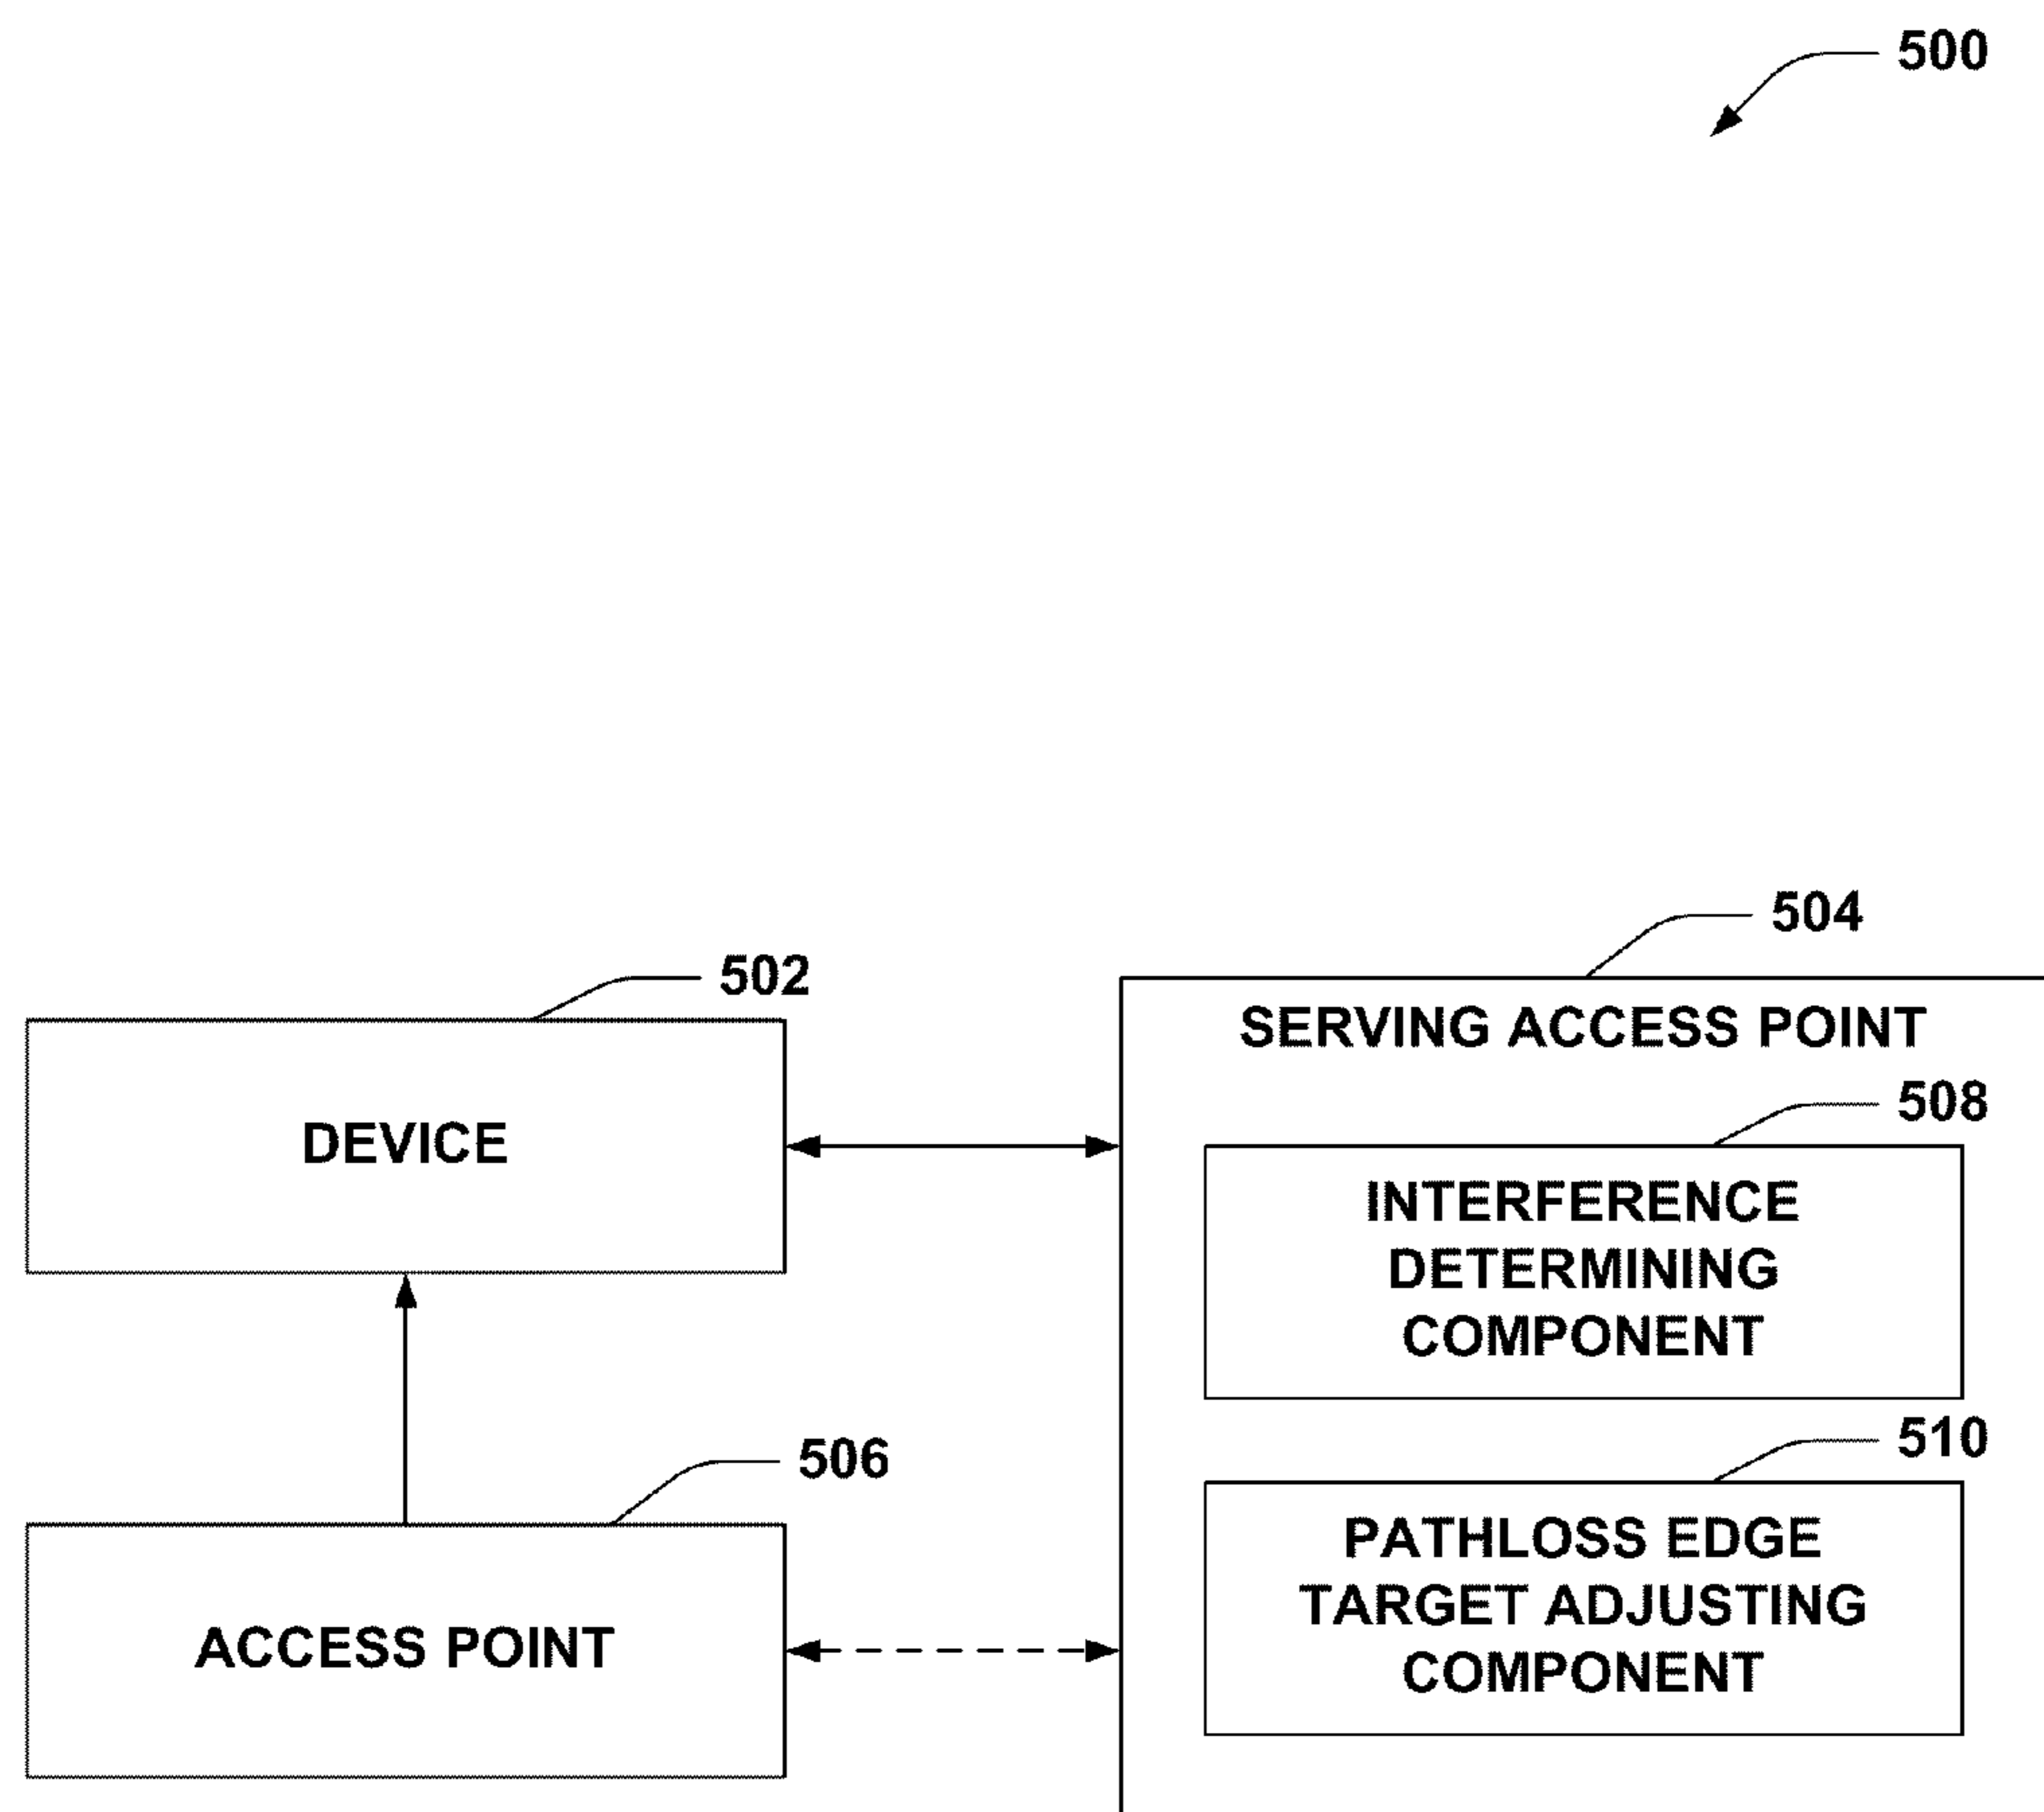 500
504
502
SERVING ACCESS POINT
508
DEVICE
INTERFERENCE
DETERMINING
COMPONENT
506
510
ACCESS POINT
PATHLOSS EDGE
TARGET ADJUSTING
COMPONENT